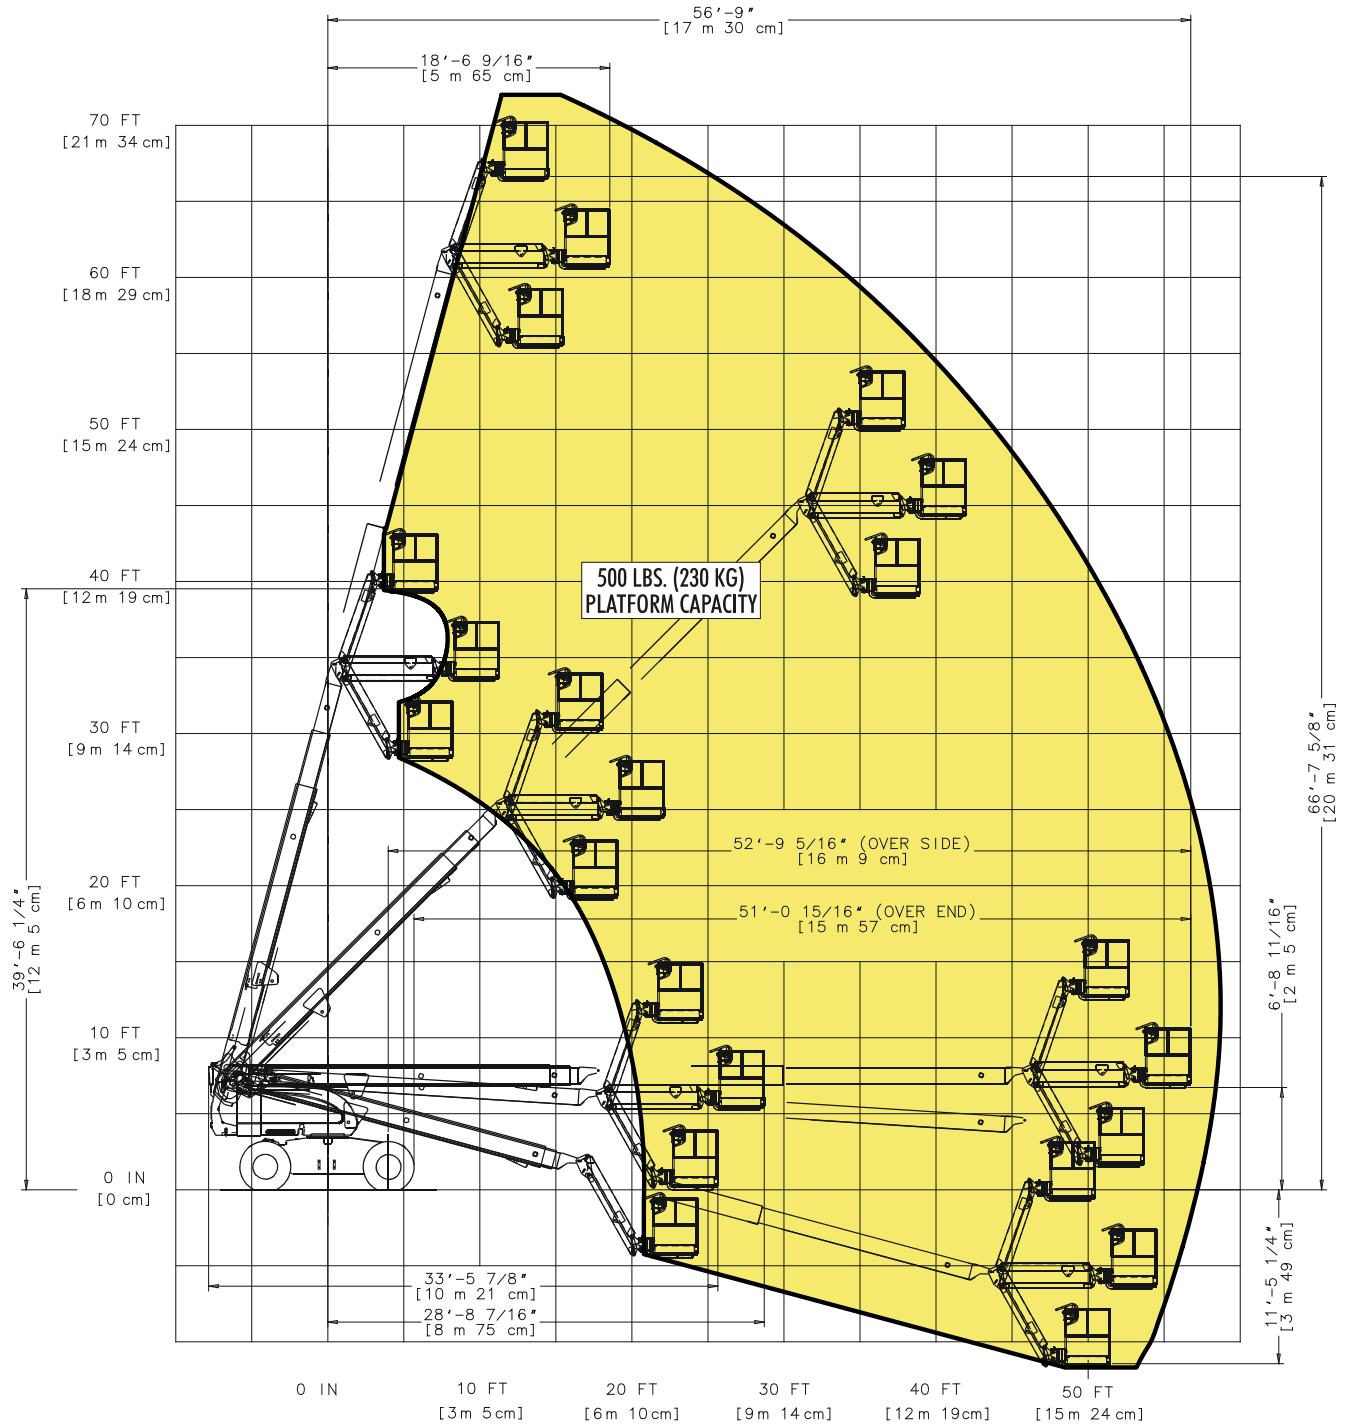 56'-9"
[17 m 30 cm]
18'-6 9/16"
[5 m 65 cm]
70 FT
[21 m 34 cm]
60 FT
[18 m 29 cm]
50 FT
[15 m 24 cm]
40 FT
[12 m 19 cm]
500 LBS. (230 KG)
PLATFORM CAPACITY
30 FT
[9 m 14 cm]
66'-7 5/8"
[20 m 31 cm]
52'-9 5/16" (OVER SIDE)
[16 m 9 cm]
20 FT
[6 m 10 cm]
51'-0 15/16" (OVER END)
[15 m 57 cm]
39'-6 1/4"
[12 m 5 cm]
6'-8 11/16"
[2 m 5 cm]
10 FT
[3 m 5 cm]
0 IN
[0 cm]
33'-5 7/8"
[10 m 21 cm]
28'-8 7/16"
[8 m 75 cm]
11'-5 1/4"
[3 m 49 cm]
0 IN
10 FT
[3 m 5 cm]
20 FT
[6 m 10 cm]
30 FT
[9 m 14 cm]
40 FT
[12 m 19 cm]
50 FT
[15 m 24 cm]